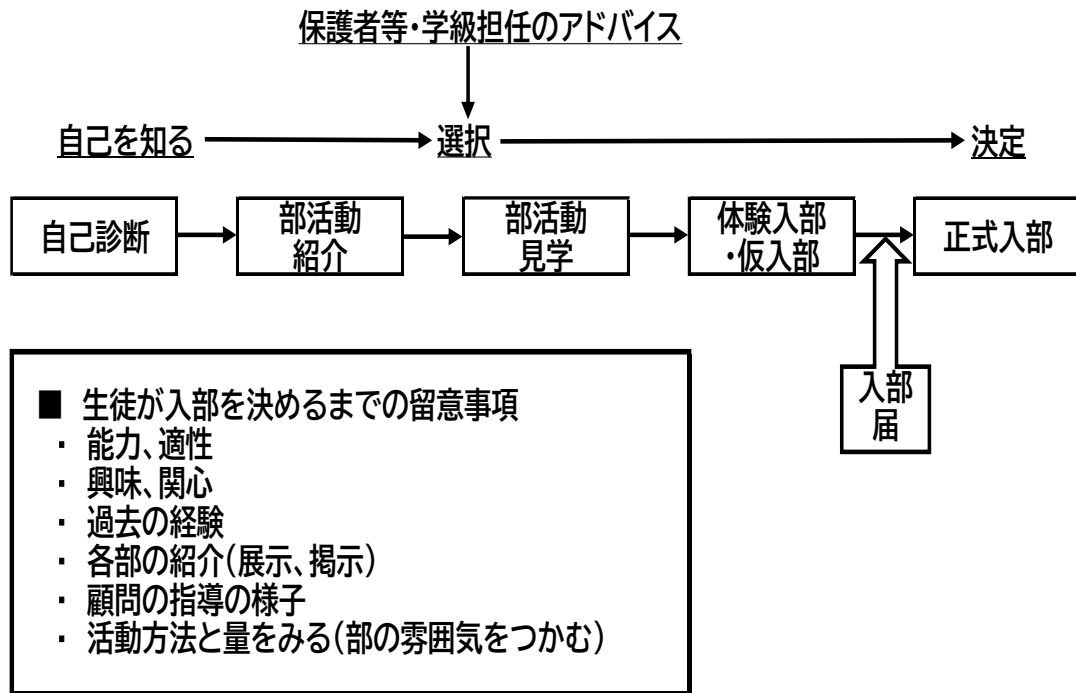 保護者等・学級担任のアドバイス
自己を知る
選択
決定
自己診断
部活動
紹介
部活動
見学
体験入部
・仮入部
正式入部
入部
届
■ 生徒が入部を決めるまでの留意事項
・ 能力、適性
・ 興味、関心
・ 過去の経験
・ 各部の紹介(展示、掲示)
・ 顧問の指導の様子
・ 活動方法と量をみる(部の雰囲気をつかむ)